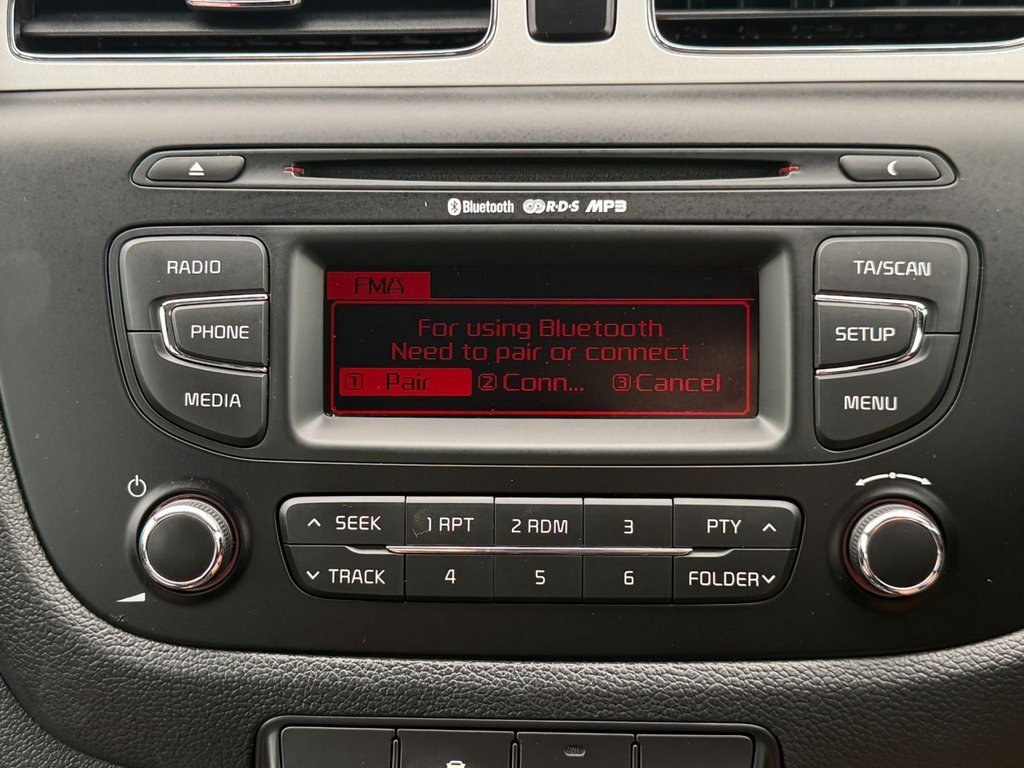 Bluetooth R·D·S MP3
RADIO
PHONE
MEDIA
FMA
For using Bluetooth
Need to pair or connect
① Pair ② Conn... ③ Cancel
TA/SCAN
SETUP
MENU
SEEK 1 RPT 2 RDM 3 PTY
TRACK 4 5 6 FOLDER